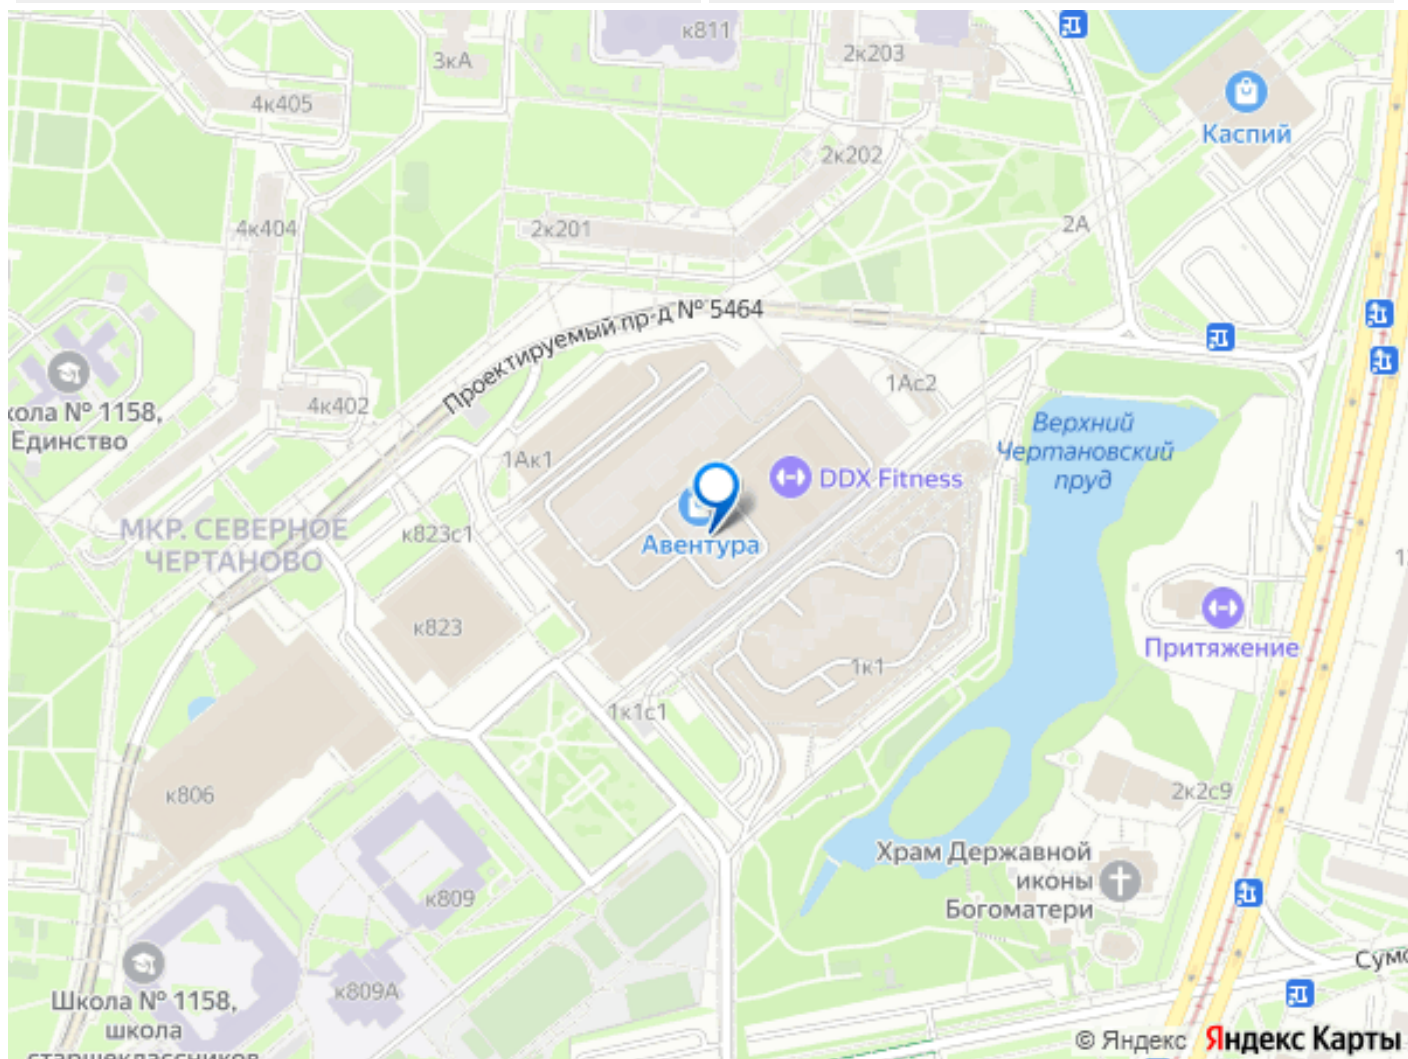 к811
2к203
3кА
4к405
Каспий
2к202
4к404
2к201
2А
Проектируемый пр-д № 5464
1Ас2
4к402
кола № 1158,
Единство
Верхний
Чертановский
пруд
1Ак1
DDX Fitness
МКР. СЕВЕРНОЕ
ЧЕРТАНОВО
к823с1
Авентура
к823
Притяжение
1к1
1к1с1
к806
2к2с9
Храм Державной
иконы
Богоматери
к809
Сумс
к809А
Школа № 1158,
школа
старшеклассников
© Яндекс
Яндекс Карты